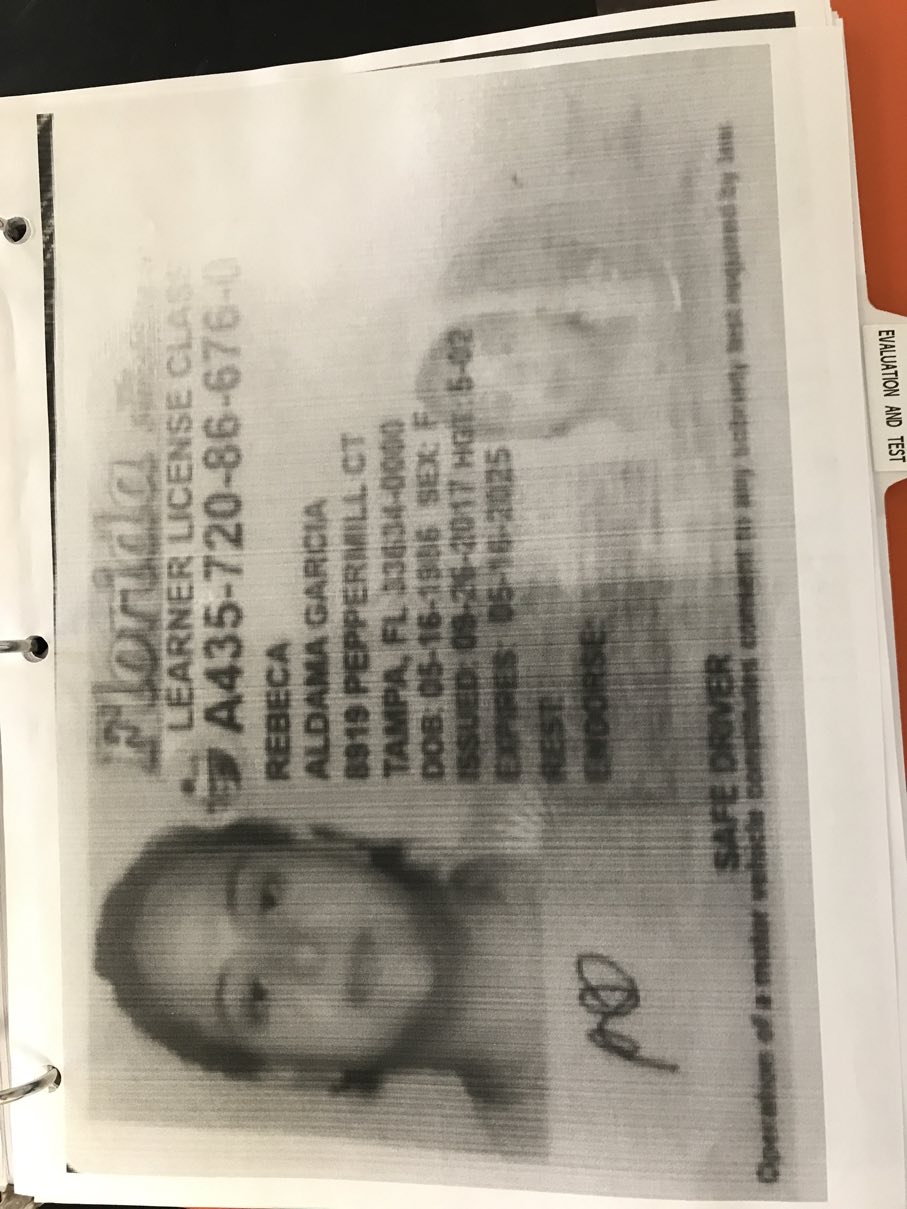 Florida
LEARNER LICENSE CLAS
A435-720-86-676-0
REBECA
ALDAMA GARCIA
8919 PEPPERMILL CT
TAMPA, FL 33634-0000
DOB: 05-16-1986 SEX: F
ISSUED: 09-26-2017 HGT: 5-02
EXPIRES: 05-16-2025
REST:
ENDORSE:
SAFE DRIVER
Operation of a motor vehicle constitutes consent to any sobriety test required by law
EVALUATION AND TEST